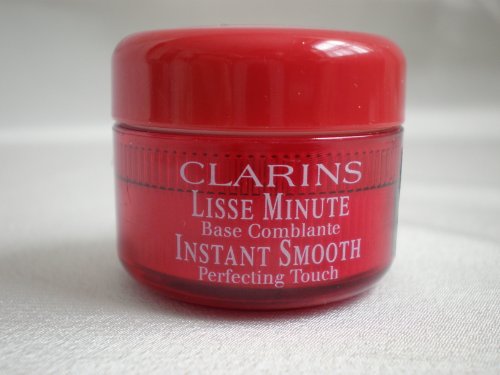 CLARINS
LISSE MINUTE
Base Comblante
INSTANT SMOOTH
Perfecting Touch